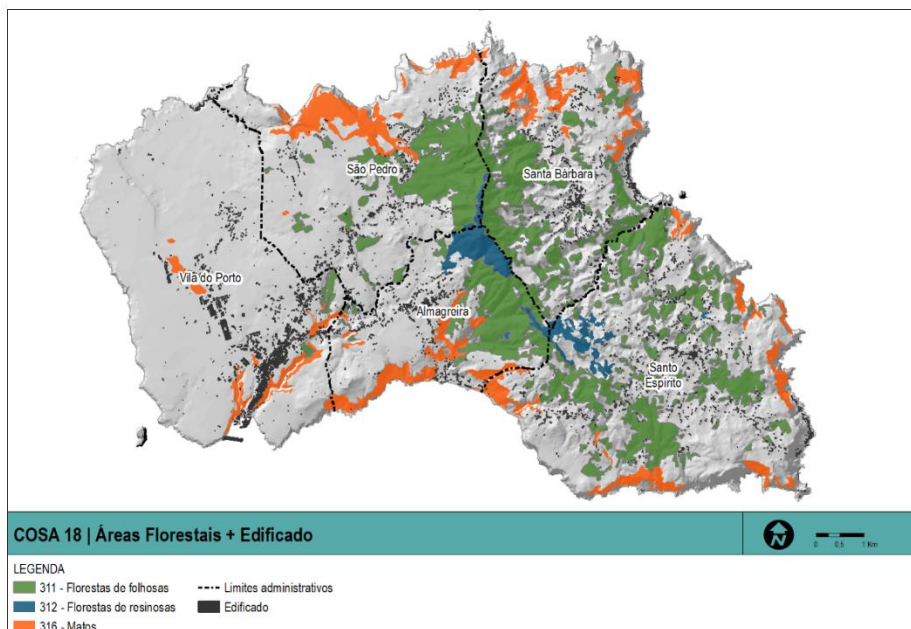 São Pedro
Santa Bárbara
Vila do Porto
Almagreira
Santo
Espírito
COSA 18 | Áreas Florestais + Edificado
N
0 0,5 1 Km
LEGENDA
311 - Florestas de folhosas
Limites administrativos
312 - Florestas de resinosas
Edificado
316 - Matos